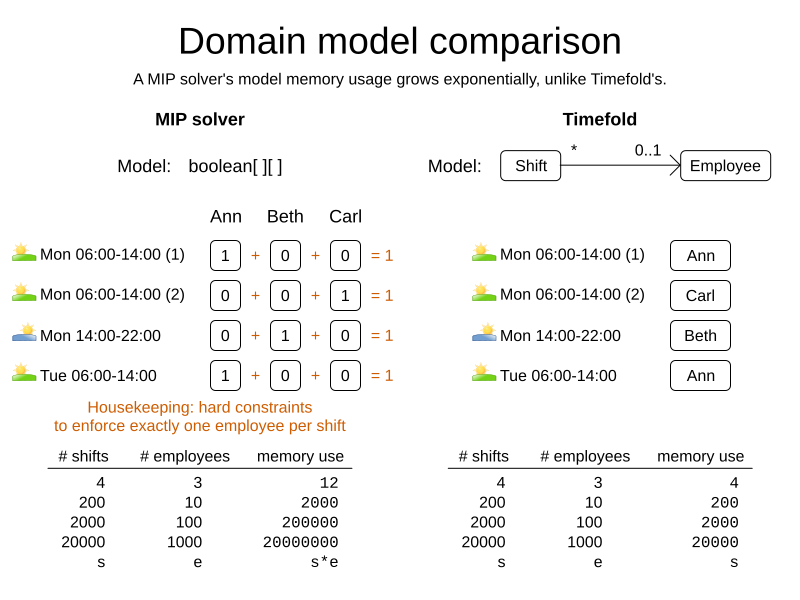 Domain model comparison
A MIP solver's model memory usage grows exponentially, unlike Timefold's.
MIP solver
Model: boolean[ ][ ]
Ann Beth Carl
Mon 06:00-14:00 (1) 1 + 0 + 0 = 1
Mon 06:00-14:00 (2) 0 + 0 + 1 = 1
Mon 14:00-22:00 0 + 1 + 0 = 1
Tue 06:00-14:00 1 + 0 + 0 = 1
Housekeeping: hard constraints
to enforce exactly one employee per shift
# shifts # employees memory use
4 3 12
200 10 2000
2000 100 200000
20000 1000 20000000
s e s*e
Timefold
Model: Shift * 0..1 Employee
Mon 06:00-14:00 (1) Ann
Mon 06:00-14:00 (2) Carl
Mon 14:00-22:00 Beth
Tue 06:00-14:00 Ann
# shifts # employees memory use
4 3 4
200 10 200
2000 100 2000
20000 1000 20000
s e s